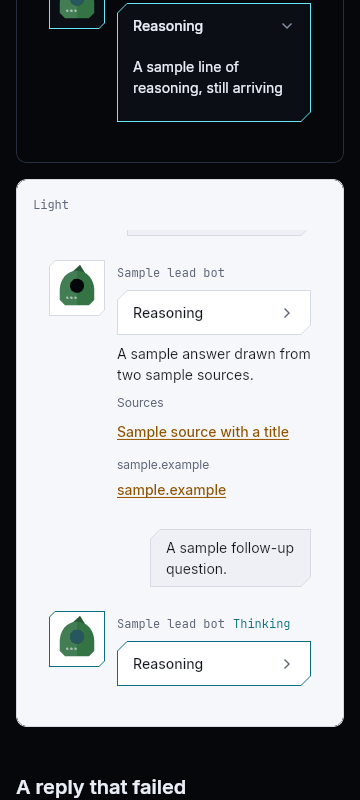 Reasoning
A sample line of
reasoning, still arriving
Light
Sample lead bot
Reasoning
A sample answer drawn from
two sample sources.
Sources
Sample source with a title
sample.example
sample.example
A sample follow-up
question.
Sample lead bot Thinking
Reasoning
A reply that failed